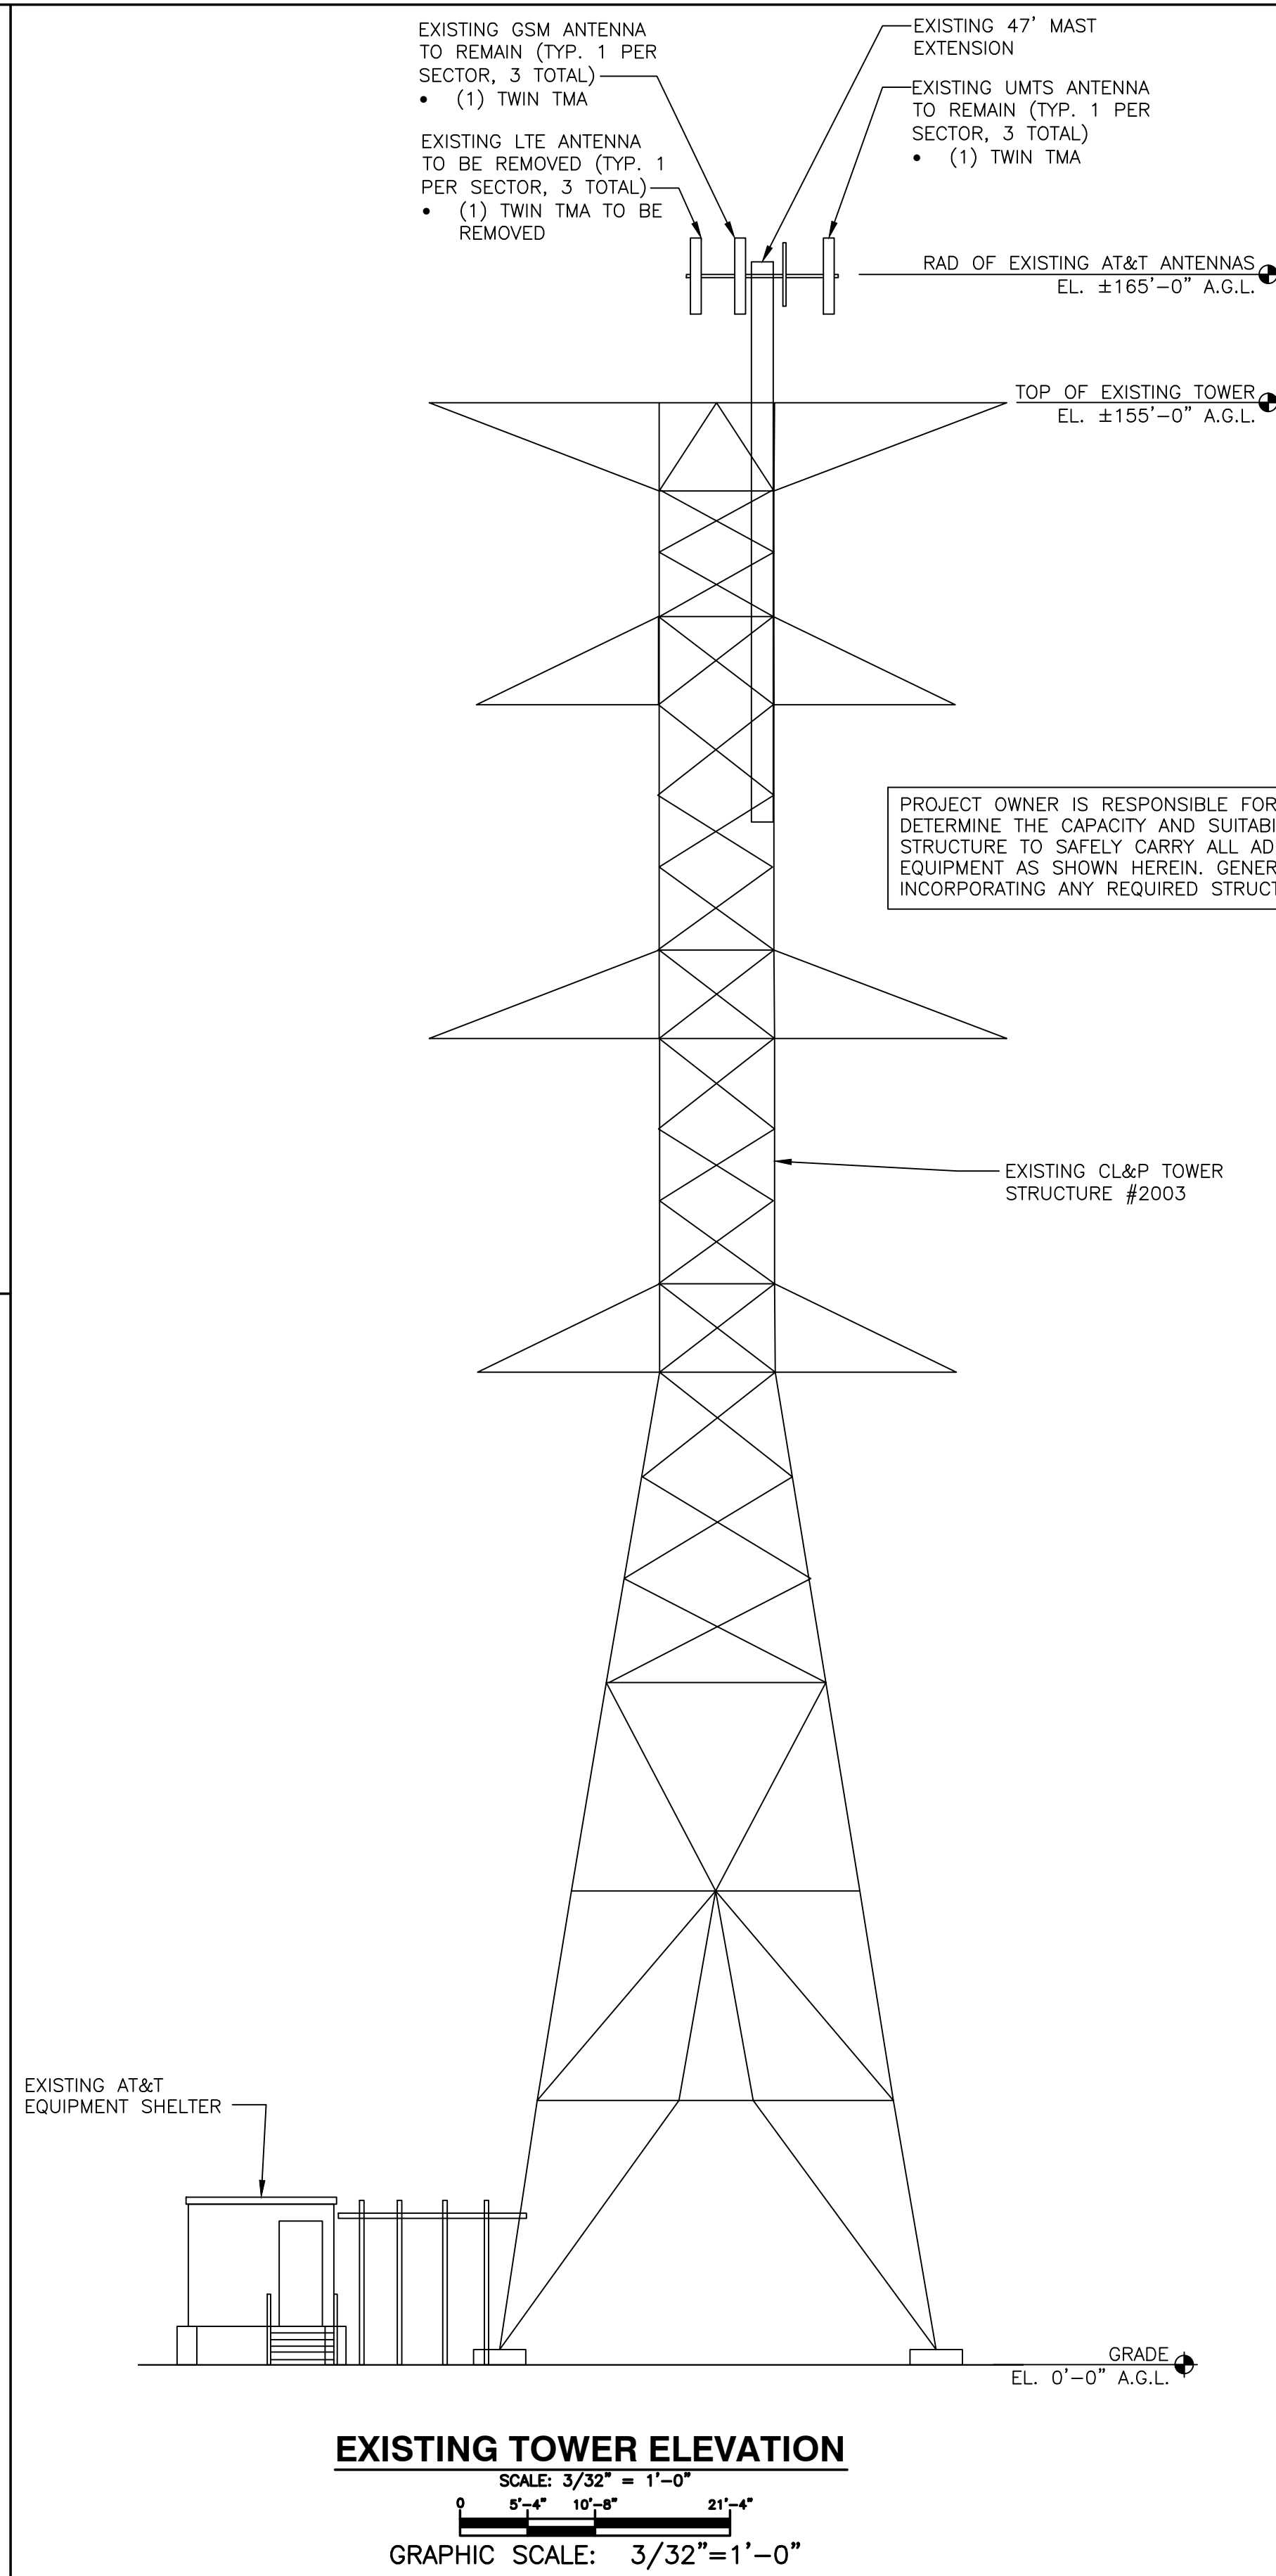 EXISTING GSM ANTENNA
TO REMAIN (TYP. 1 PER
SECTOR, 3 TOTAL)
• (1) TWIN TMA
EXISTING LTE ANTENNA
TO BE REMOVED (TYP. 1
PER SECTOR, 3 TOTAL)
• (1) TWIN TMA TO BE
REMOVED
EXISTING 47' MAST
EXTENSION
EXISTING UMTS ANTENNA
TO REMAIN (TYP. 1 PER
SECTOR, 3 TOTAL)
• (1) TWIN TMA
RAD OF EXISTING AT&T ANTENNAS
EL. ±165'-0" A.G.L.
TOP OF EXISTING TOWER
EL. ±155'-0" A.G.L.
PROJECT OWNER IS RESPONSIBLE FOR
DETERMINE THE CAPACITY AND SUITABI
STRUCTURE TO SAFELY CARRY ALL AD
EQUIPMENT AS SHOWN HEREIN. GENER
INCORPORATING ANY REQUIRED STRUCT
EXISTING CL&P TOWER
STRUCTURE #2003
EXISTING AT&T
EQUIPMENT SHELTER
GRADE
EL. 0'-0" A.G.L.
EXISTING TOWER ELEVATION
SCALE: 3/32" = 1'-0"
0 5'-4" 10'-8" 21'-4"
GRAPHIC SCALE: 3/32"=1'-0"